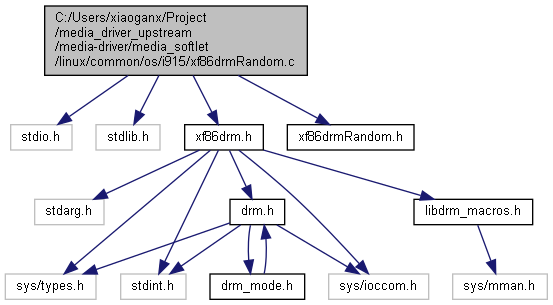 C:/Users/xiaoganx/Project
/media_driver_upstream
/media-driver/media_softlet
/linux/common/os/i915/xf86drmRandom.c
stdio.h
stdlib.h
xf86drm.h
xf86drmRandom.h
stdarg.h
drm.h
libdrm_macros.h
sys/types.h
stdint.h
drm_mode.h
sys/ioccom.h
sys/mman.h